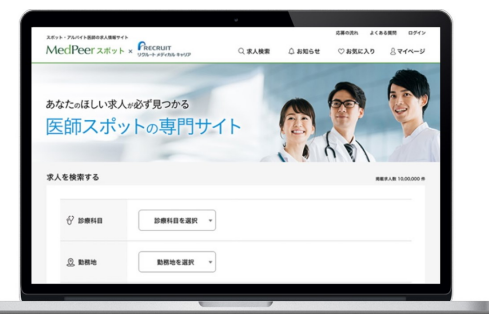 スポット・アルバイト医師の求人情報サイト
応募の流れ よくある質問 ログイン
MedPeer スポット × RECRUIT
リクルートメディカルキャリア
求人検索 お知らせ お気に入り マイページ
あなたのほしい求人が必ず見つかる
医師スポットの専門サイト
求人を検索する
掲載求人数 10,00,000 件
診療科目 診療科目を選択
勤務地 勤務地を選択